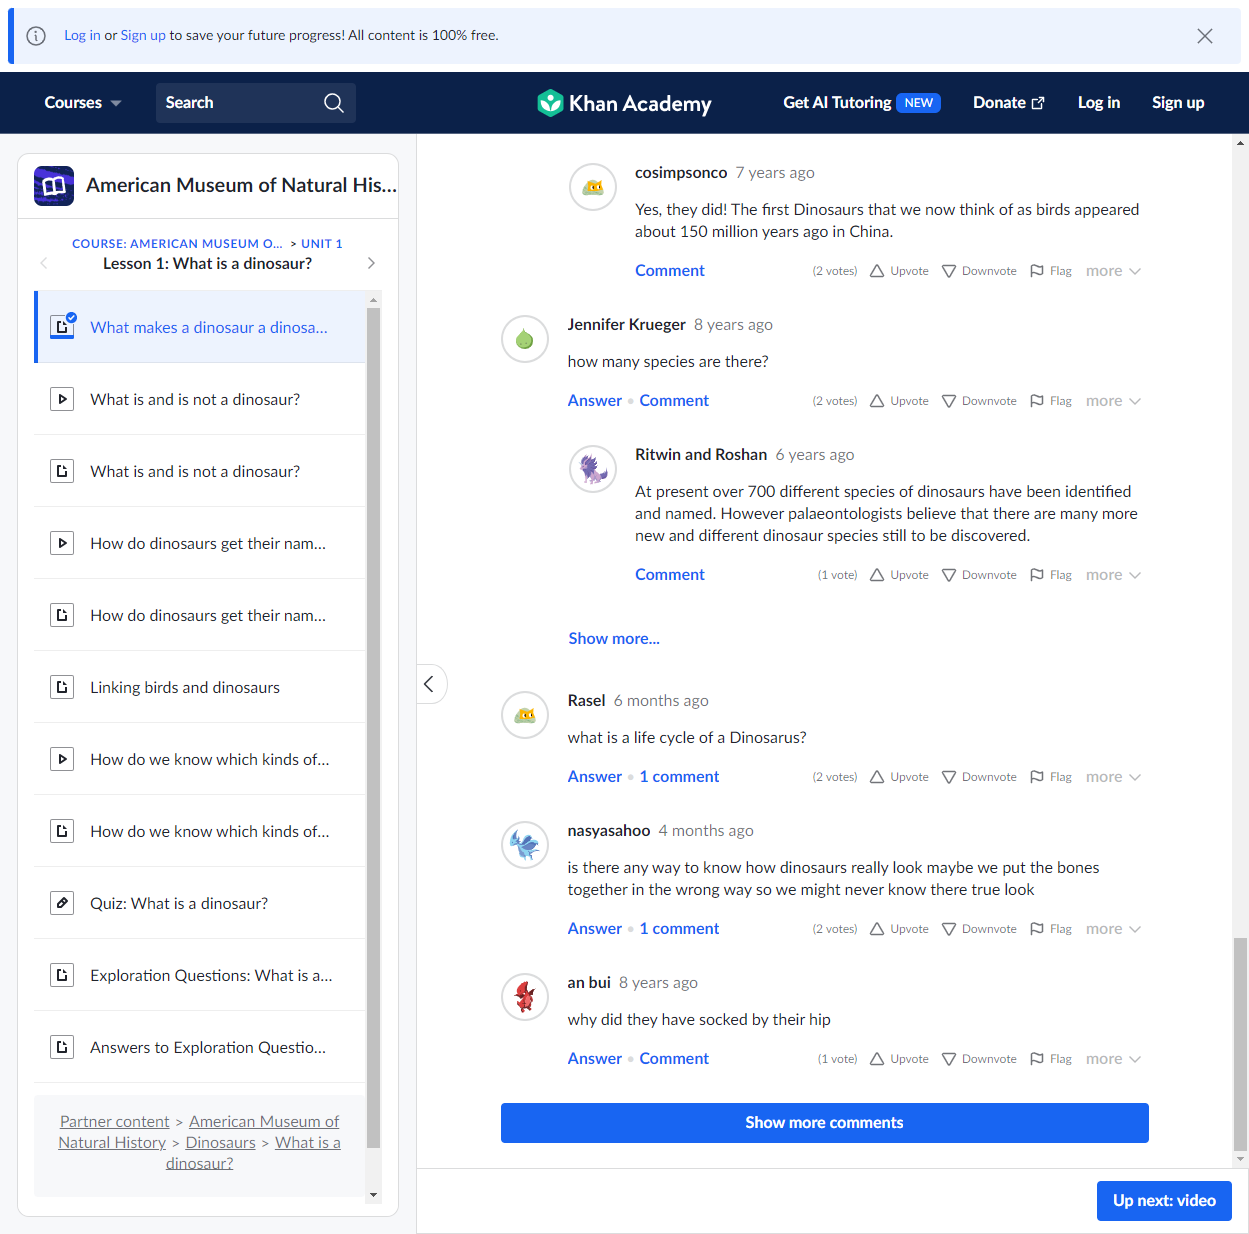 Log in or Sign up to save your future progress! All content is 100% free.
Courses
Search
Khan Academy
Get AI Tutoring NEW
Donate
Log in
Sign up
American Museum of Natural His...
COURSE: AMERICAN MUSEUM O... > UNIT 1
Lesson 1: What is a dinosaur?
What makes a dinosaur a dinosa...
What is and is not a dinosaur?
What is and is not a dinosaur?
How do dinosaurs get their nam...
How do dinosaurs get their nam...
Linking birds and dinosaurs
How do we know which kinds of...
How do we know which kinds of...
Quiz: What is a dinosaur?
Exploration Questions: What is a...
Answers to Exploration Questio...
Partner content > American Museum of
Natural History > Dinosaurs > What is a
dinosaur?
cosimpsonco 7 years ago
Yes, they did! The first Dinosaurs that we now think of as birds appeared
about 150 million years ago in China.
Comment (2 votes) Upvote Downvote Flag more
Jennifer Krueger 8 years ago
how many species are there?
Answer • Comment (2 votes) Upvote Downvote Flag more
Ritwin and Roshan 6 years ago
At present over 700 different species of dinosaurs have been identified
and named. However palaeontologists believe that there are many more
new and different dinosaur species still to be discovered.
Comment (1 vote) Upvote Downvote Flag more
Show more...
Rasel 6 months ago
what is a life cycle of a Dinosarus?
Answer • 1 comment (2 votes) Upvote Downvote Flag more
nasyasahoo 4 months ago
is there any way to know how dinosaurs really look maybe we put the bones
together in the wrong way so we might never know there true look
Answer • 1 comment (2 votes) Upvote Downvote Flag more
an bui 8 years ago
why did they have socked by their hip
Answer • Comment (1 vote) Upvote Downvote Flag more
Show more comments
Up next: video